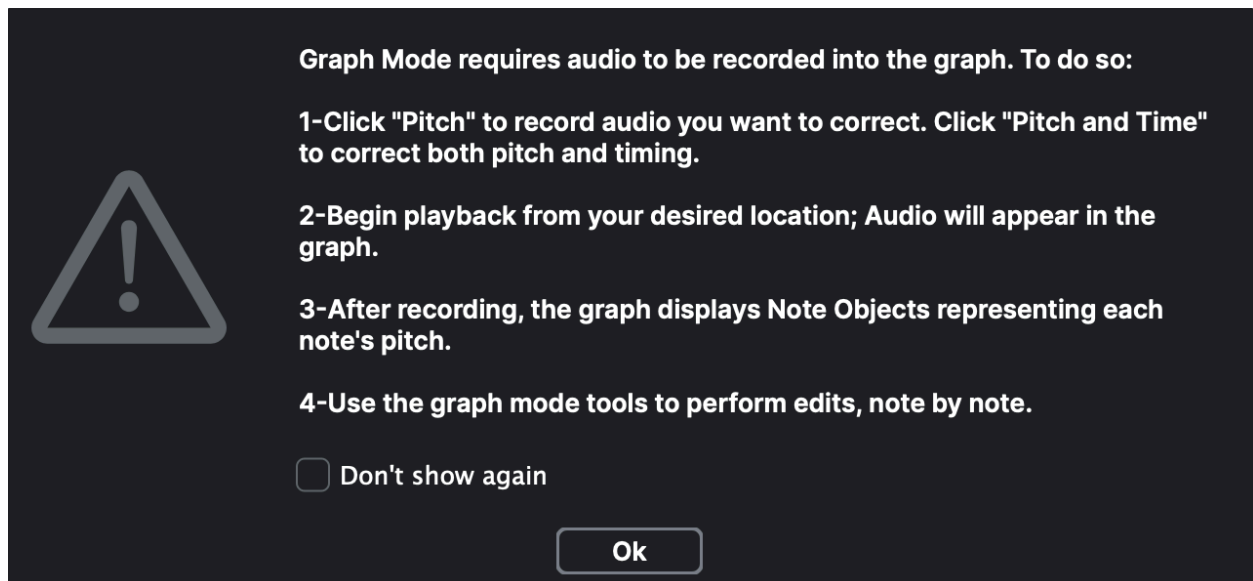 Graph Mode requires audio to be recorded into the graph. To do so:
1-Click "Pitch" to record audio you want to correct. Click "Pitch and Time"
to correct both pitch and timing.
2-Begin playback from your desired location; Audio will appear in the
graph.
3-After recording, the graph displays Note Objects representing each
note's pitch.
4-Use the graph mode tools to perform edits, note by note.
Don't show again
Ok